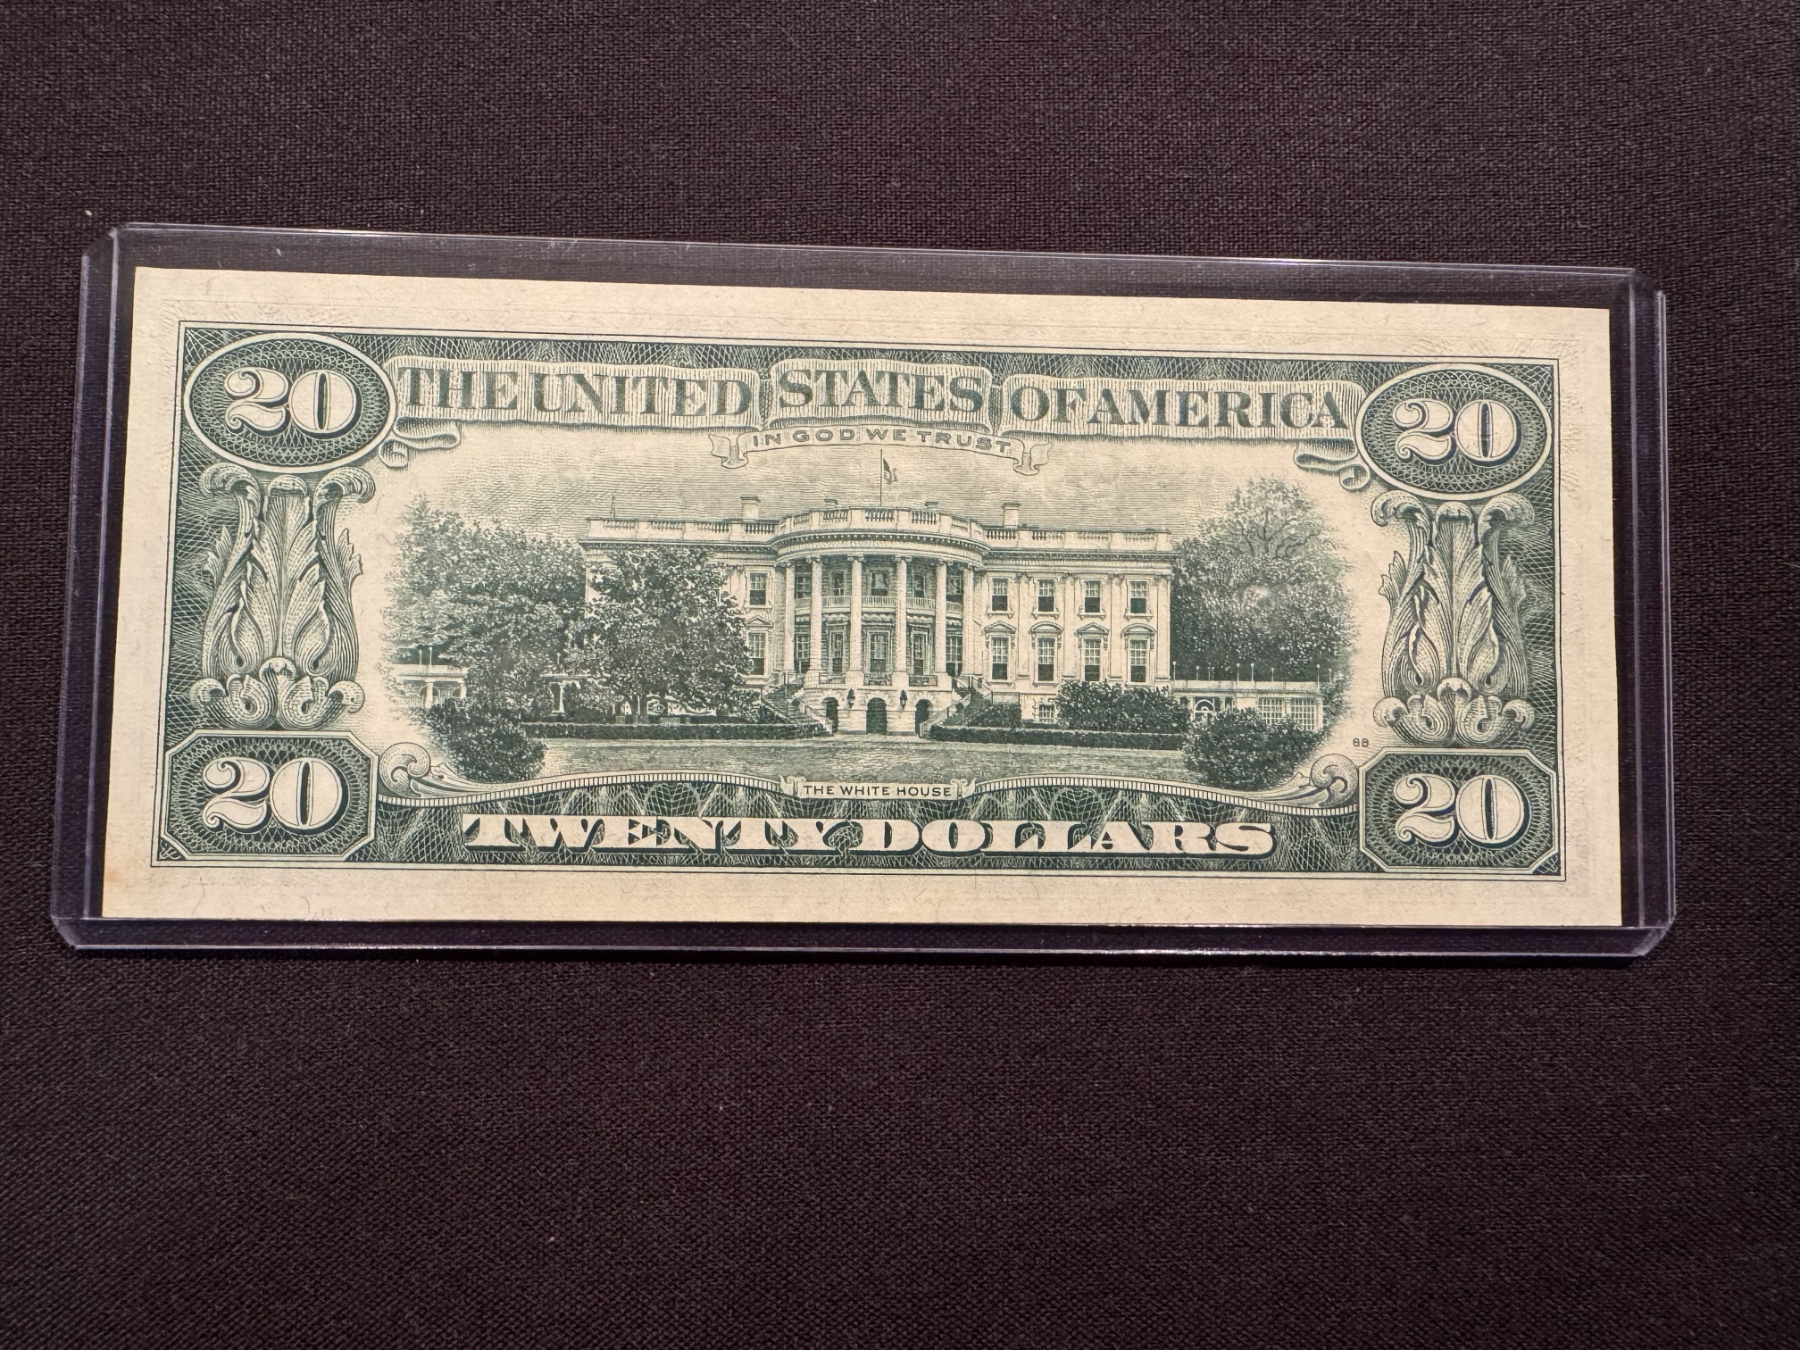 20 THE UNITED STATES OF AMERICA 20
IN GOD WE TRUST
THE WHITE HOUSE
20 TWENTY DOLLARS 20